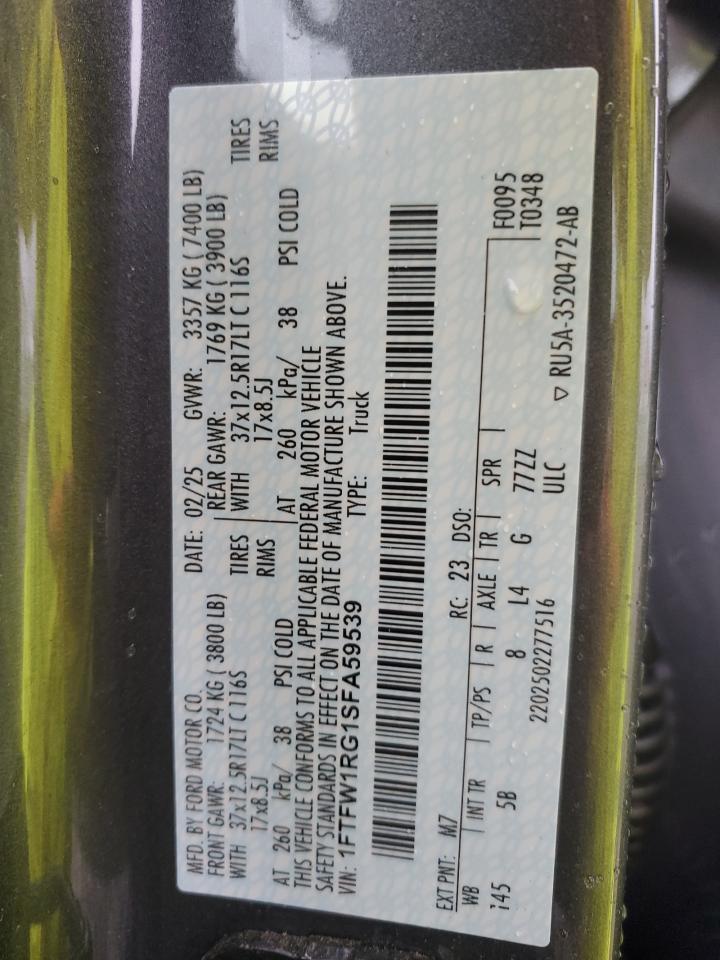 MFD. BY FORD MOTOR CO. DATE: 02/25 GVWR: 3357 KG ( 7400 LB)
FRONT GAWR: 1724 KG ( 3800 LB) REAR GAWR: 1769 KG ( 3900 LB)
WITH 37x12.5R17LT C 116S TIRES WITH 37x12.5R17LT C 116S TIRES
17x8.5J RIMS 17x8.5J RIMS
AT 260 kPa/ 38 PSI COLD AT 260 kPa/ 38 PSI COLD
THIS VEHICLE CONFORMS TO ALL APPLICABLE FEDERAL MOTOR VEHICLE
SAFETY STANDARDS IN EFFECT ON THE DATE OF MANUFACTURE SHOWN ABOVE.
VIN: 1FTFW1RG1SFA59539 TYPE: Truck
EXT PNT: MZ RC: 23 DSO:
WB INT TR TP/PS R AXLE TR SPR F0095
145 5B 8 L4 G 77ZZ T0348
2202502277516 ULC RU5A-3520472-AB